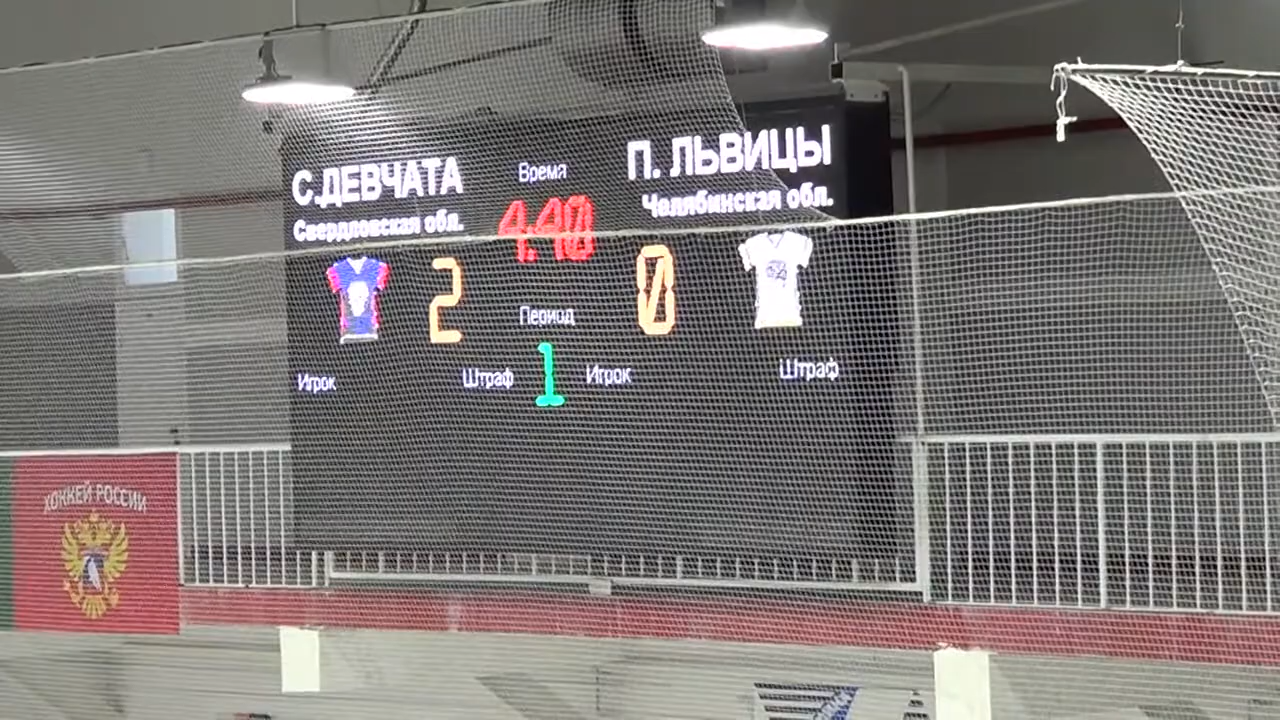 С.ДЕВЧАТА
Свердловская обл.
Время
4:40
П. ЛЬВИЦЫ
Челябинская обл.
2
0
Период
1
Игрок
Штраф
Игрок
Штраф
ХОККЕЙ РОССИИ